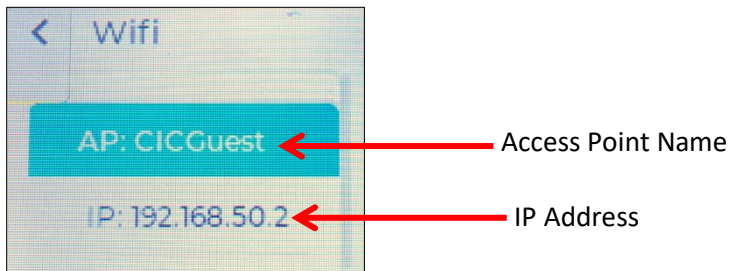 Wifi
AP: CICGuest
Access Point Name
IP: 192.168.50.2
IP Address